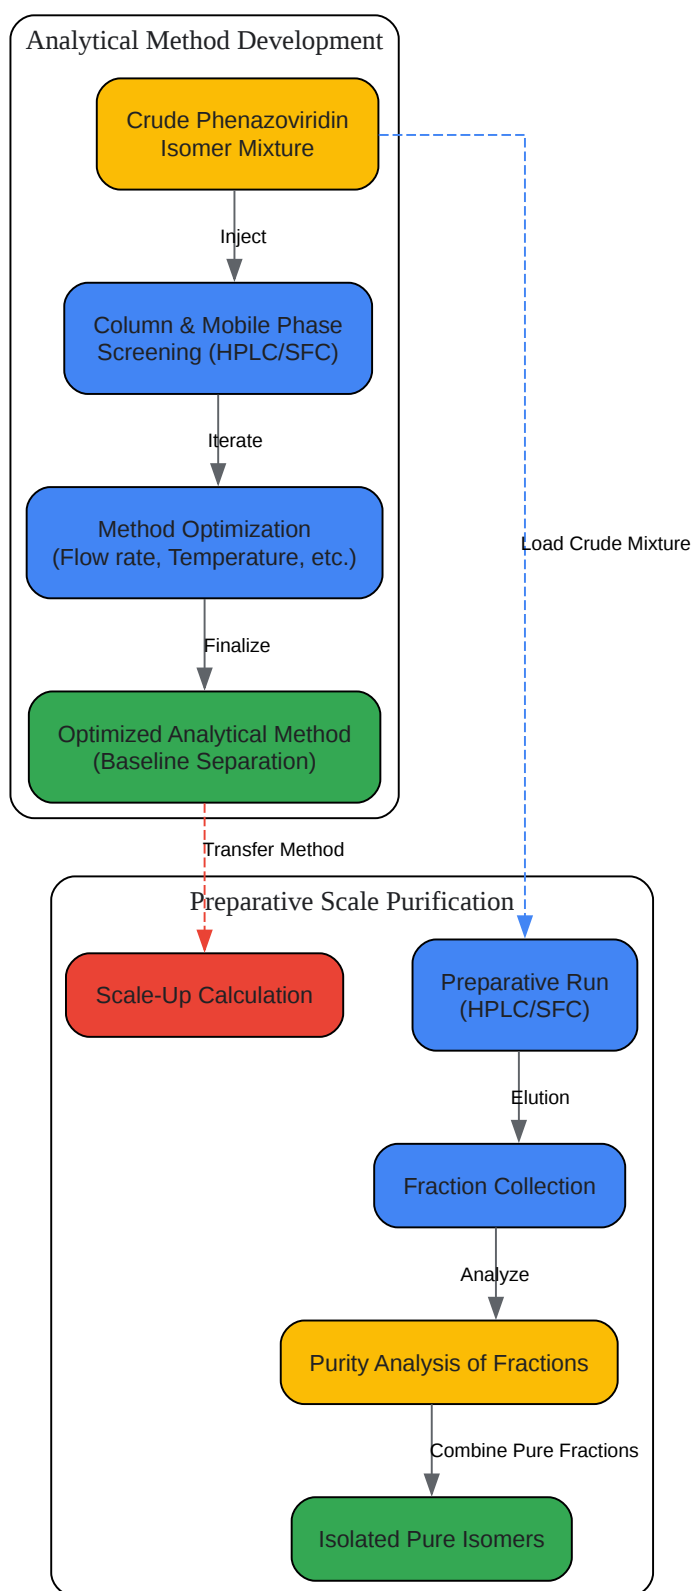 Analytical Method Development
Crude Phenazoviridin
Isomer Mixture
Inject
Column & Mobile Phase
Screening (HPLC/SFC)
Iterate
Method Optimization
(Flow rate, Temperature, etc.)
Load Crude Mixture
Finalize
Optimized Analytical Method
(Baseline Separation)
Transfer Method
Preparative Scale Purification
Scale-Up Calculation
Preparative Run
(HPLC/SFC)
Elution
Fraction Collection
Analyze
Purity Analysis of Fractions
Combine Pure Fractions
Isolated Pure Isomers